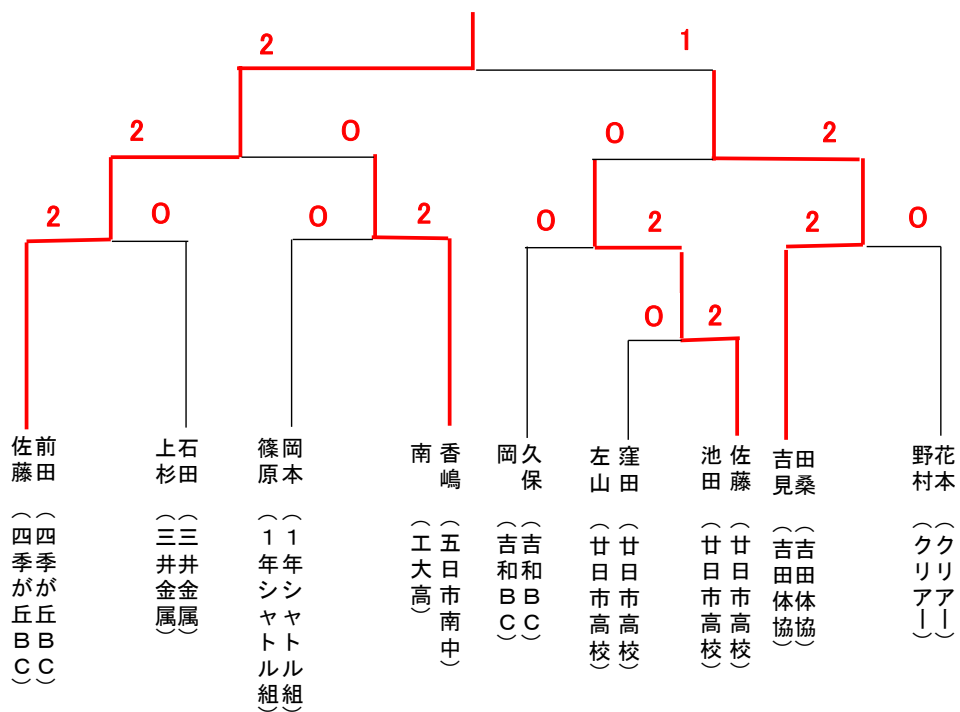 2
1
2
0
0
2
2
0
0
2
0
2
2
0
0
2
前田（四季が丘BC）
佐藤（四季が丘BC）
石田（三井金属）
上杉（三井金属）
岡本（１年シャトル組）
篠原（１年シャトル組）
香嶋（五日市南中）
南（工大高）
久保（吉和BC）
岡（吉和BC）
窪田（廿日市高校）
左山（廿日市高校）
佐藤（廿日市高校）
池田（廿日市高校）
田桑（吉田体協）
吉見（吉田体協）
花本（クリアー）
野村（クリアー）